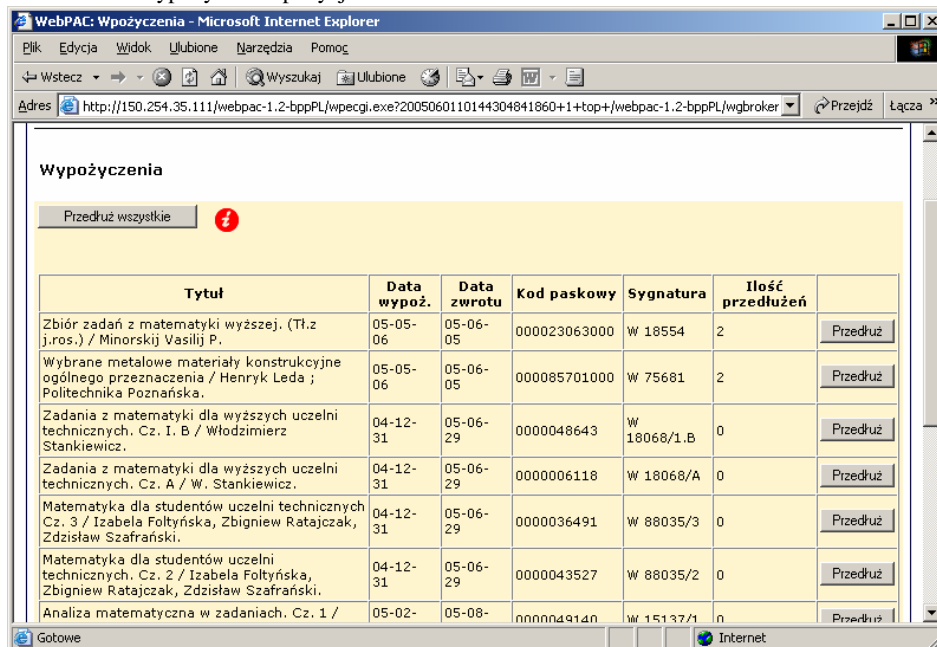 WebPAC: Wpożyczenia - Microsoft Internet Explorer
Plik Edycja Widok Ulubione Narzędzia Pomoc
Wstecz Wyszukaj Ulubione
Adres http://150.254.35.111/webpac-1.2-bppPL/wpecgi.exe?2005060110144304841860+1+top+/webpac-1.2-bppPL/wgbroker Przejdź Łącza »
Wypożyczenia
Przedłuż wszystkie i
Tytuł Data wypoż. Data zwrotu Kod paskowy Sygnatura Ilość przedłużeń
Zbiór zadań z matematyki wyższej. (Tł.z
j.ros.) / Minorskij Vasilij P.
05-05-
06
05-06-
05
000023063000 W 18554 2 Przedłuż
Wybrane metalowe materiały konstrukcyjne
ogólnego przeznaczenia / Henryk Leda ;
Politechnika Poznańska.
05-05-
06
05-06-
05
000085701000 W 75681 2 Przedłuż
Zadania z matematyki dla wyższych uczelni
technicznych. Cz. I. B / Włodzimierz
Stankiewicz.
04-12-
31
05-06-
29
0000048643
W
18068/1.B
0 Przedłuż
Zadania z matematyki dla wyższych uczelni
technicznych. Cz. A / W. Stankiewicz.
04-12-
31
05-06-
29
0000006118 W 18068/A 0 Przedłuż
Matematyka dla studentów uczelni technicznych
Cz. 3 / Izabela Foltyńska, Zbigniew Ratajczak,
Zdzisław Szafrański.
04-12-
31
05-06-
29
0000036491 W 88035/3 0 Przedłuż
Matematyka dla studentów uczelni
technicznych. Cz. 2 / Izabela Foltyńska,
Zbigniew Ratajczak, Zdzisław Szafrański.
04-12-
31
05-06-
29
0000043527 W 88035/2 0 Przedłuż
Analiza matematyczna w zadaniach. Cz. 1 /
05-02-
05-08-
0000049140 W 15137/1 0 Przedłuż
Gotowe Internet